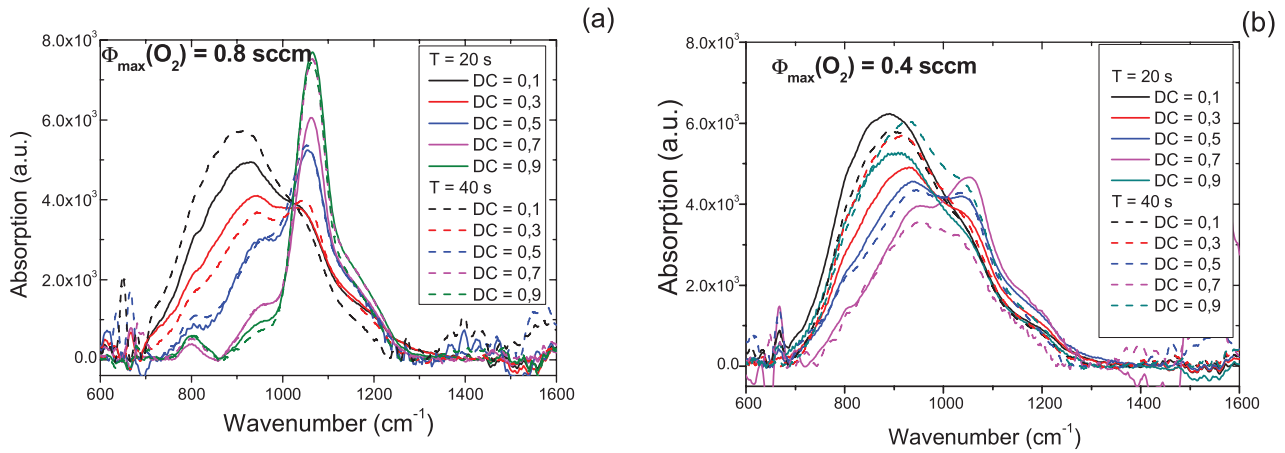 (a)
Φmax(O2) = 0.8 sccm
8.0x10³
6.0x10³
4.0x10³
2.0x10³
0.0
600 800 1000 1200 1400 1600
Absorption (a.u.)
Wavenumber (cm⁻¹)
T = 20 s
DC = 0,1
DC = 0,3
DC = 0,5
DC = 0,7
DC = 0,9
T = 40 s
DC = 0,1
DC = 0,3
DC = 0,5
DC = 0,7
DC = 0,9
(b)
Φmax(O2) = 0.4 sccm
8.0x10³
6.0x10³
4.0x10³
2.0x10³
0.0
600 800 1000 1200 1400 1600
Absorption (a.u.)
Wavenumber (cm⁻¹)
T = 20 s
DC = 0,1
DC = 0,3
DC = 0,5
DC = 0,7
DC = 0,9
T = 40 s
DC = 0,1
DC = 0,3
DC = 0,5
DC = 0,7
DC = 0,9